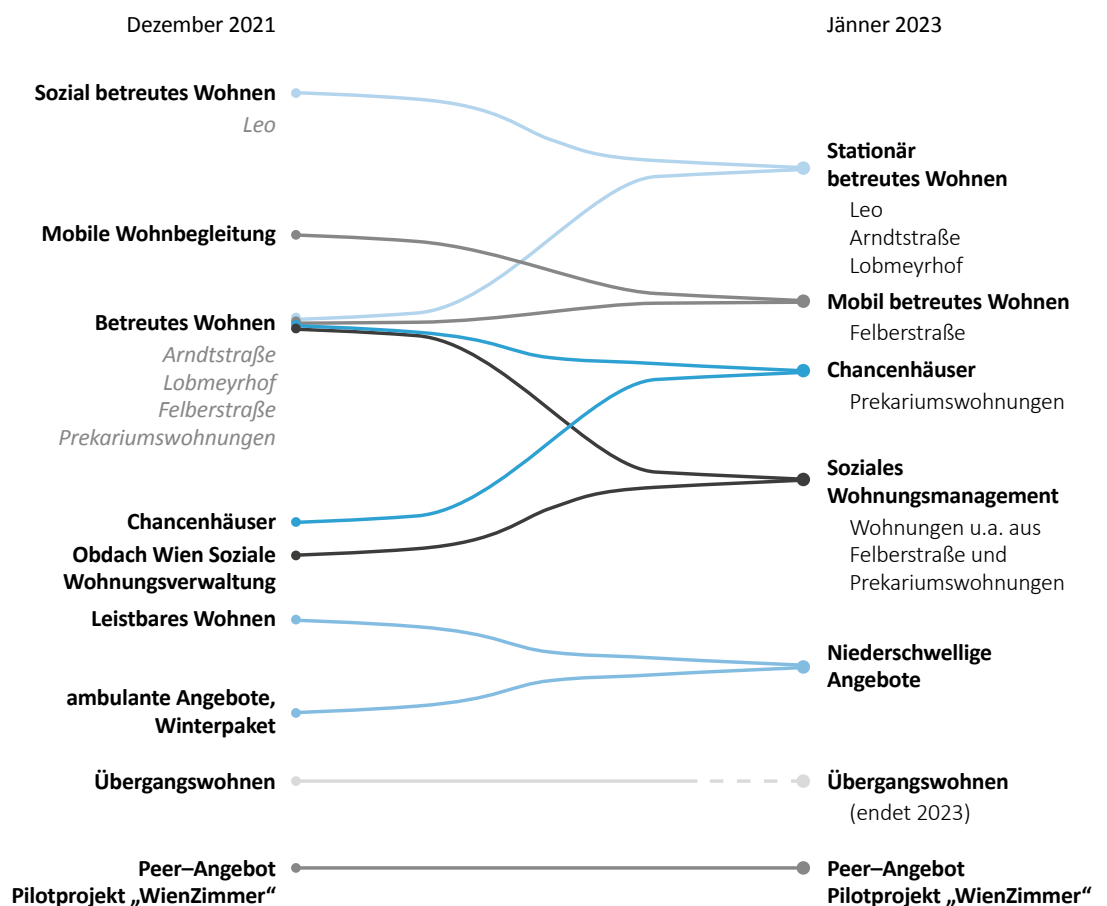 Dezember 2021
Sozial betreutes Wohnen
Leo
Mobile Wohnbegleitung
Betreutes Wohnen
Arndtstraße
Lobmeyrhof
Felberstraße
Prekariumswohnungen
Chancenhäuser
Obdach Wien Soziale
Wohnungsverwaltung
Leistbares Wohnen
ambulante Angebote,
Winterpaket
Übergangswohnen
Peer–Angebot
Pilotprojekt „WienZimmer“
Jänner 2023
Stationär
betreutes Wohnen
Leo
Arndtstraße
Lobmeyrhof
Mobil betreutes Wohnen
Felberstraße
Chancenhäuser
Prekariumswohnungen
Soziales
Wohnungsmanagement
Wohnungen u.a. aus
Felberstraße und
Prekariumswohnungen
Niederschwellige
Angebote
Übergangswohnen
(endet 2023)
Peer–Angebot
Pilotprojekt „WienZimmer“